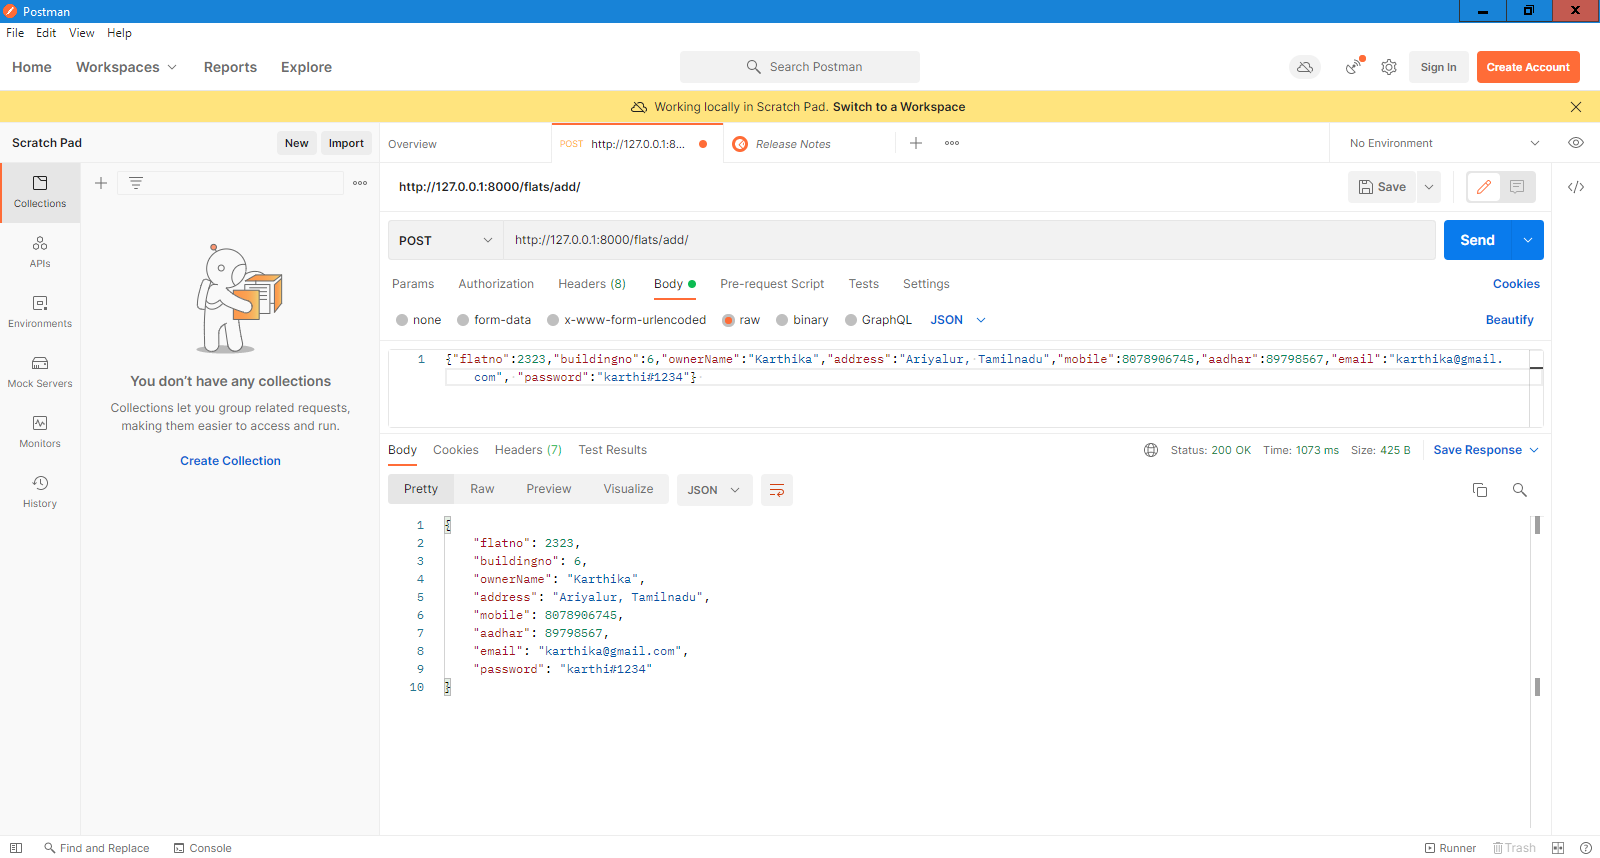 Postman
File Edit View Help
Home Workspaces Reports Explore
Search Postman
Sign In Create Account
Working locally in Scratch Pad. Switch to a Workspace
Scratch Pad New Import
Overview POST http://127.0.0.1:8... Release Notes
No Environment
Collections
APIs
Environments
Mock Servers
Monitors
History
You don't have any collections
Collections let you group related requests,
making them easier to access and run.
Create Collection
http://127.0.0.1:8000/flats/add/
Save
POST http://127.0.0.1:8000/flats/add/ Send
Params Authorization Headers (8) Body Pre-request Script Tests Settings Cookies
none form-data x-www-form-urlencoded raw binary GraphQL JSON Beautify
1 {"flatno":2323,"buildingno":6,"ownerName":"Karthika","address":"Ariyalur, Tamilnadu","mobile":8078906745,"aadhar":89798567,"email":"karthika@gmail.
com", "password":"karthi#1234"}
Body Cookies Headers (7) Test Results Status: 200 OK Time: 1073 ms Size: 425 B Save Response
Pretty Raw Preview Visualize JSON
1 {
2 "flatno": 2323,
3 "buildingno": 6,
4 "ownerName": "Karthika",
5 "address": "Ariyalur, Tamilnadu",
6 "mobile": 8078906745,
7 "aadhar": 89798567,
8 "email": "karthika@gmail.com",
9 "password": "karthi#1234"
10 }
Find and Replace Console Runner Trash